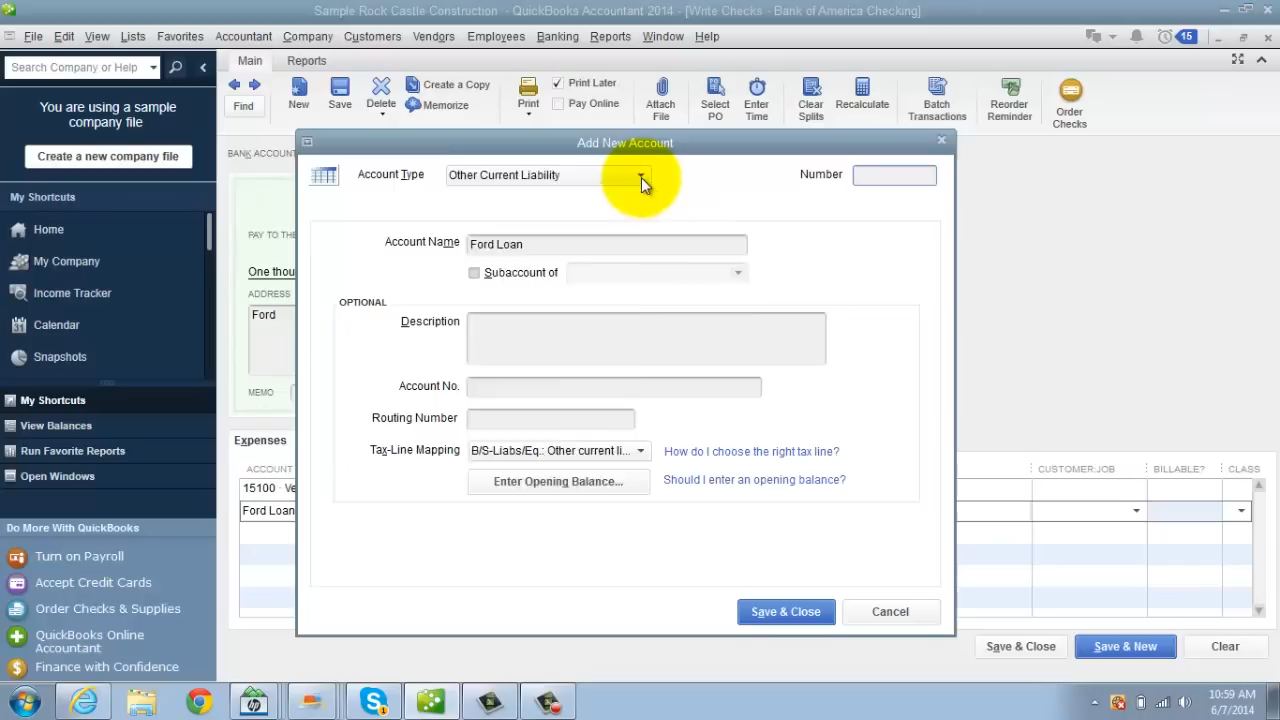 Sample Rock Castle Construction - QuickBooks Accountant 2014 - [Write Checks - Bank of America Checking]
File Edit View Lists Favorites Accountant Company Customers Vendors Employees Banking Reports Window Help
15
Search Company or Help
Main Reports
Find
New
Save
Delete
Create a Copy
Memorize
Print
Print Later
Pay Online
Attach
File
Select
PO
Enter
Time
Clear
Splits
Recalculate
Batch
Transactions
Reorder
Reminder
Order
Checks
You are using a sample
company file
Create a new company file
My Shortcuts
Home
My Company
Income Tracker
Calendar
Snapshots
My Shortcuts
View Balances
Run Favorite Reports
Open Windows
Do More With QuickBooks
Turn on Payroll
Accept Credit Cards
Order Checks & Supplies
QuickBooks Online
Accountant
Finance with Confidence
BANK ACCOUNT
PAY TO THE
One thou
ADDRESS
Ford
MEMO
Expenses
ACCOUNT
CUSTOMER:JOB
BILLABLE?
CLASS
15100 · Ve
Ford Loan
Add New Account
Account Type
Other Current Liability
Number
Account Name
Ford Loan
Subaccount of
OPTIONAL
Description
Account No.
Routing Number
Tax-Line Mapping
B/S-Liabs/Eq.: Other current li...
How do I choose the right tax line?
Enter Opening Balance...
Should I enter an opening balance?
Save & Close
Cancel
Save & Close
Save & New
Clear
10:59 AM
6/7/2014